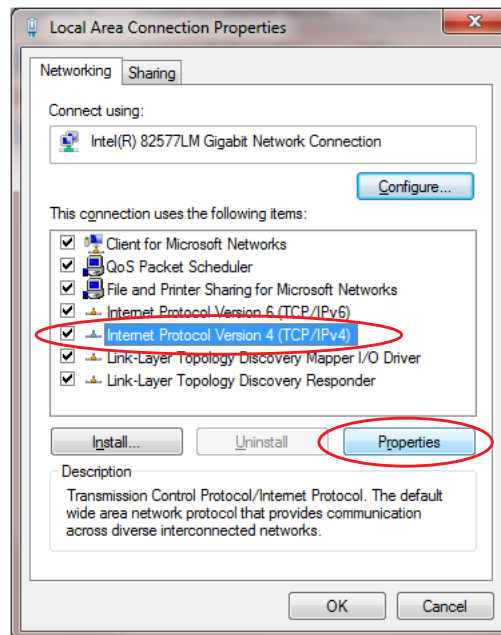 Local Area Connection Properties
Networking Sharing
Connect using:
Intel(R) 82577LM Gigabit Network Connection
Configure...
This connection uses the following items:
Client for Microsoft Networks
QoS Packet Scheduler
File and Printer Sharing for Microsoft Networks
Internet Protocol Version 6 (TCP/IPv6)
Internet Protocol Version 4 (TCP/IPv4)
Link-Layer Topology Discovery Mapper I/O Driver
Link-Layer Topology Discovery Responder
Install... Uninstall Properties
Description
Transmission Control Protocol/Internet Protocol. The default
wide area network protocol that provides communication
across diverse interconnected networks.
OK Cancel